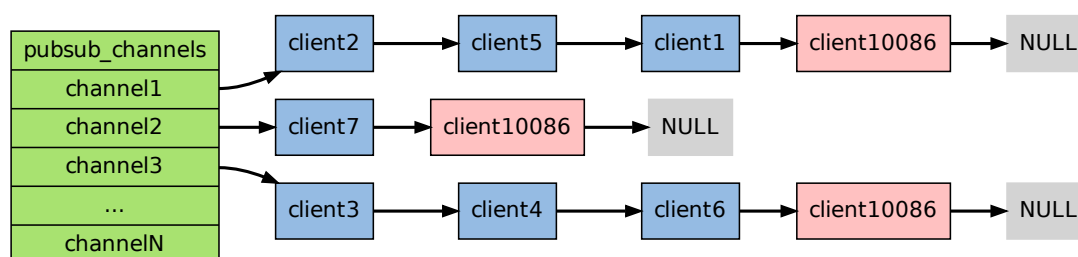 pubsub_channels
channel1
channel2
channel3
...
channelN
client2 client5 client1 client10086 NULL
client7 client10086 NULL
client3 client4 client6 client10086 NULL